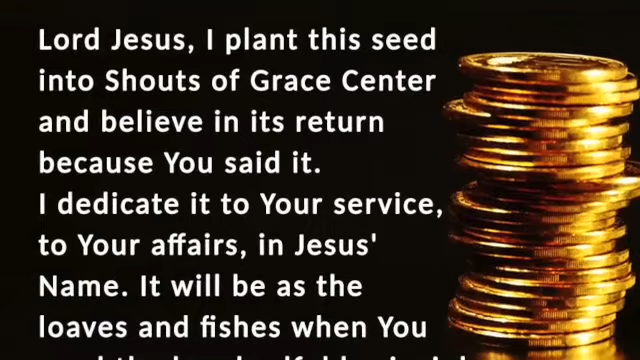 Lord Jesus, I plant this seed
into Shouts of Grace Center
and believe in its return
because You said it.
I dedicate it to Your service,
to Your affairs, in Jesus'
Name. It will be as the
loaves and fishes when You